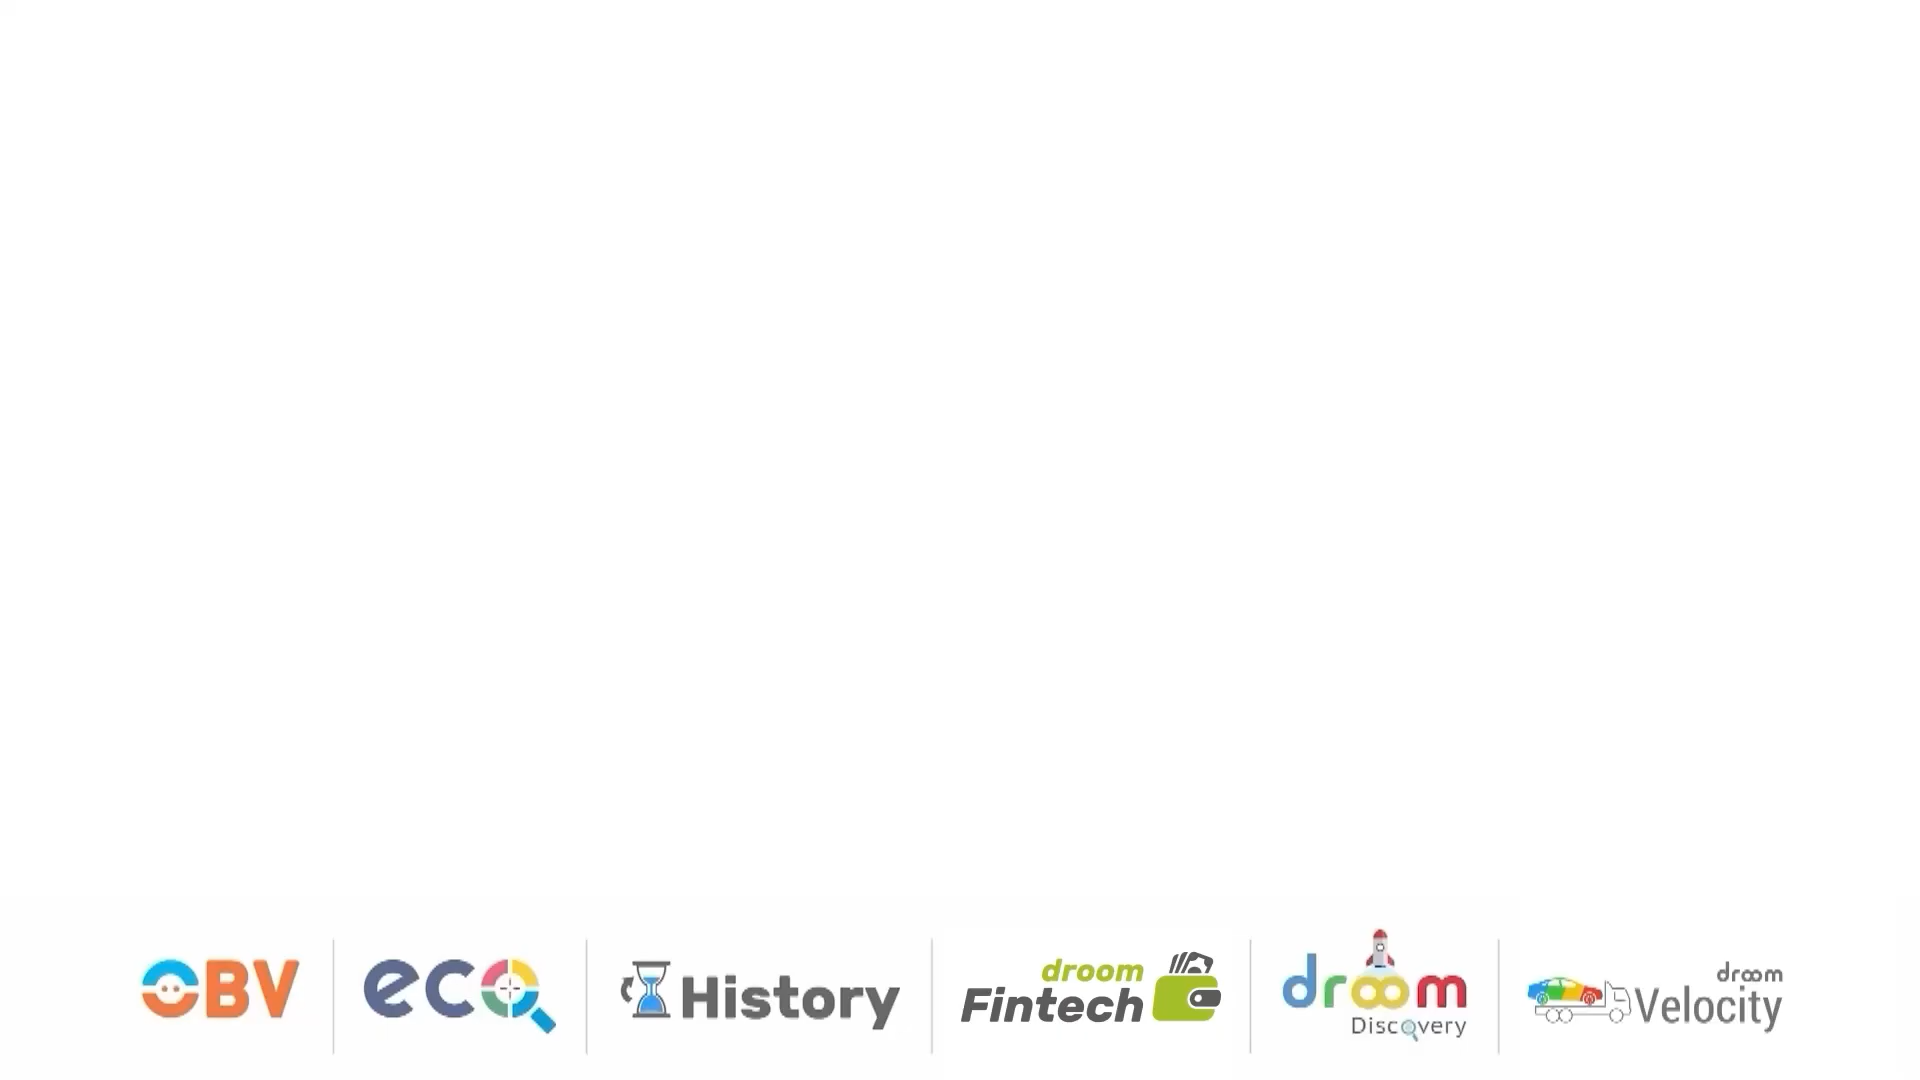 OBV
eco
History
droom
Fintech
droom
Discovery
droom
Velocity